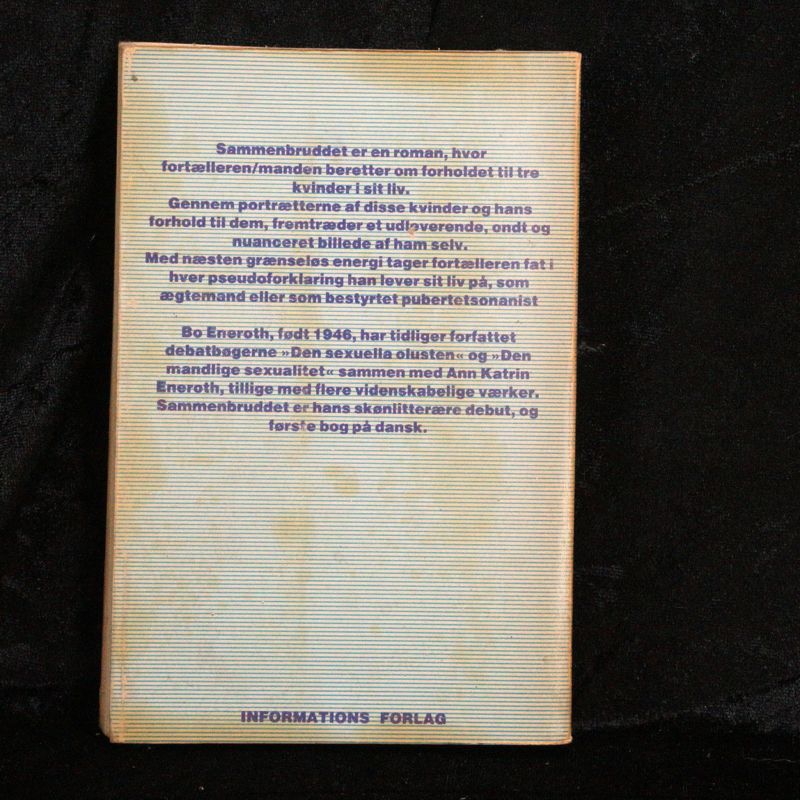 Sammenbruddet er en roman, hvor
fortælleren/manden beretter om forholdet til tre
kvinder i sit liv.
Gennem portrætterne af disse kvinder og hans
forhold til dem, fremtræder et udleverende, ondt og
nuanceret billede af ham selv.
Med næsten grænseløs energi tager fortælleren fat i
hver pseudoforklaring han lever sit liv på, som
ægtemand eller som bestyrtet pubertetsonanist
Bo Eneroth, født 1946, har tidliger forfattet
debatbøgerne »Den sexuella olusten« og »Den
mandlige sexualitet« sammen med Ann Katrin
Eneroth, tillige med flere videnskabelige værker.
Sammenbruddet er hans skønlitterære debut, og
første bog på dansk.
INFORMATIONS FORLAG